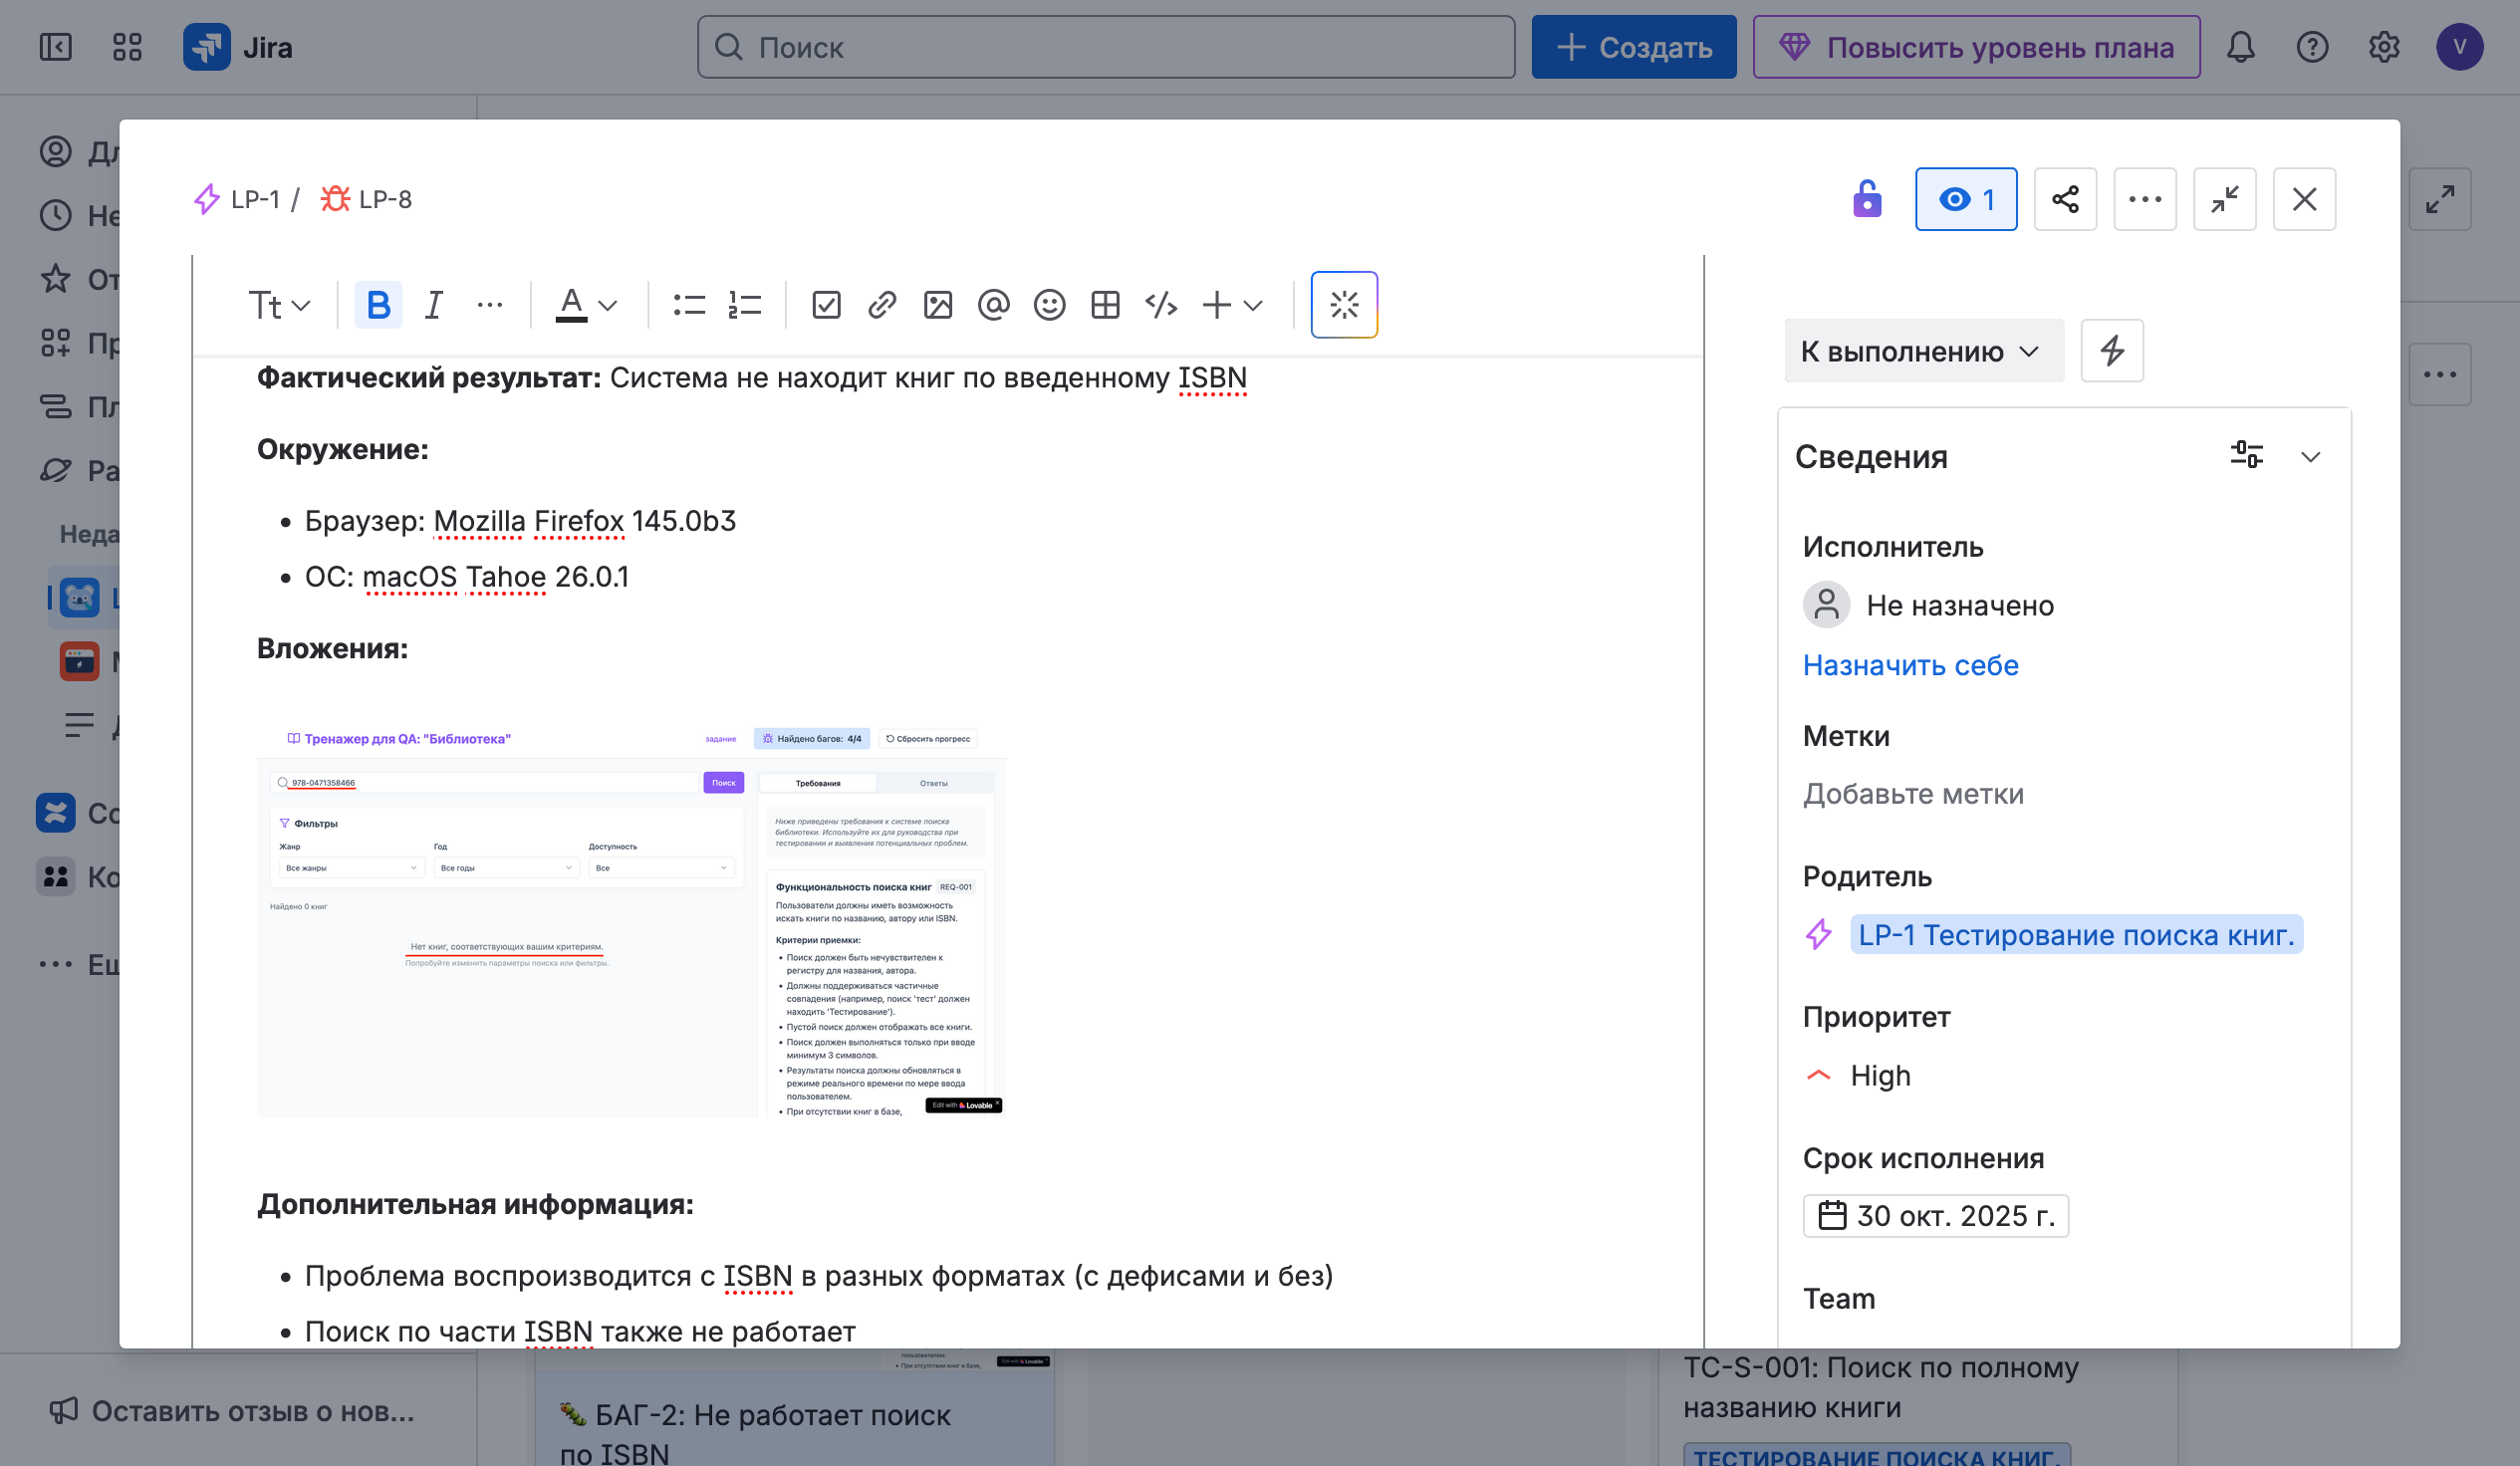 Jira
Поиск
Создать
Повысить уровень плана
V
LP-1 / LP-8
1
Tt
B I
A
Фактический результат: Система не находит книг по введенному ISBN
Окружение:
Браузер: Mozilla Firefox 145.0b3
ОС: macOS Tahoe 26.0.1
Вложения:
Тренажер для QA: "Библиотека"
задание
Найдено багов: 4/4
Сбросить прогресс
978-0471358466
Поиск
Фильтры
Жанр
Год
Доступность
Все жанры
Все годы
Все
Найдено 0 книг
Нет книг, соответствующих вашим критериям.
Попробуйте изменить параметры поиска или фильтры.
Требования
Ответы
Ниже приведены требования к системе поиска
библиотеки. Используйте их для руководства при
тестировании и выявления потенциальных проблем.
Функциональность поиска книг REQ-001
Пользователи должны иметь возможность
искать книги по названию, автору или ISBN.
Критерии приемки:
Поиск должен быть нечувствителен к
регистру для названия, автора.
Должны поддерживаться частичные
совпадения (например, поиск 'тест' должен
находить 'Тестирование').
Пустой поиск должен отображать все книги.
Поиск должен выполняться только при вводе
минимум 3 символов.
Результаты поиска должны обновляться в
режиме реального времени по мере ввода
пользователем.
При отсутствии книг в базе,
Edit with Lovable
Дополнительная информация:
Проблема воспроизводится с ISBN в разных форматах (с дефисами и без)
Поиск по части ISBN также не работает
К выполнению
Сведения
Исполнитель
Не назначено
Назначить себе
Метки
Добавьте метки
Родитель
LP-1 Тестирование поиска книг.
Приоритет
High
Срок исполнения
30 окт. 2025 г.
Team
Неда
Оставить отзыв о нов...
При отсутствии книг в базе,
БАГ-2: Не работает поиск
по ISBN
TC-S-001: Поиск по полному
названию книги
ТЕСТИРОВАНИЕ ПОИСКА КНИГ.